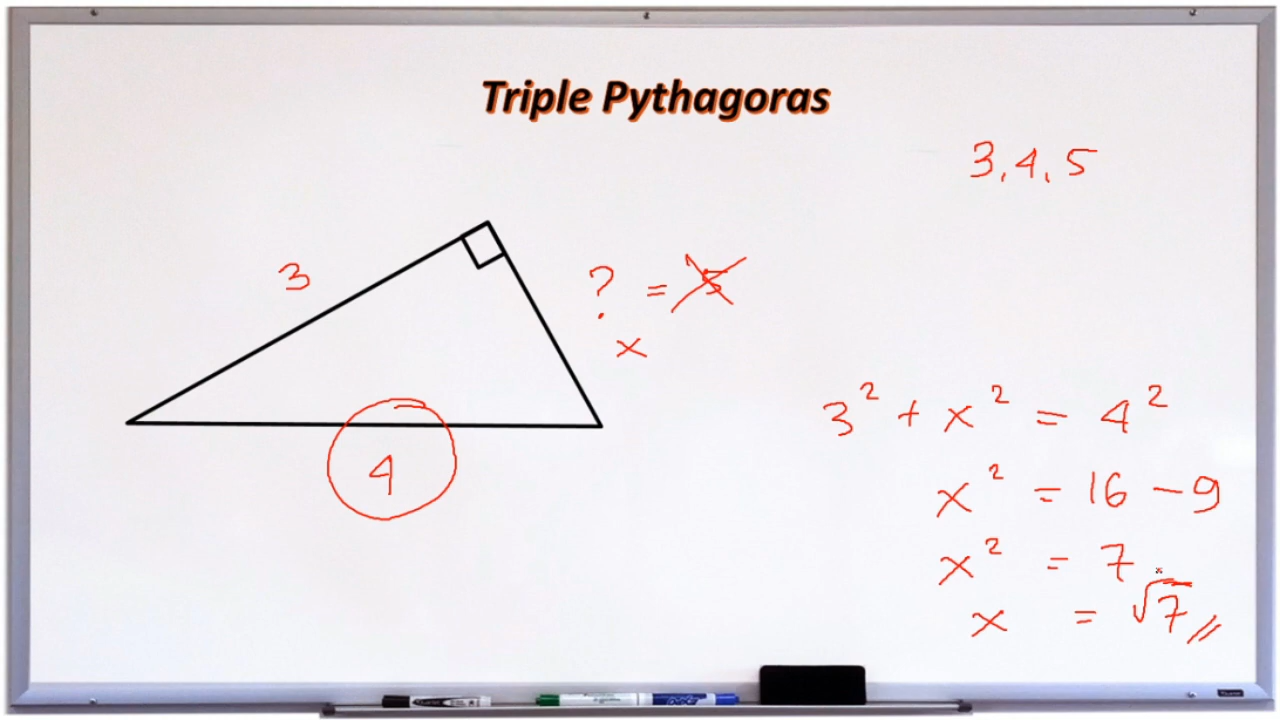 Triple Pythagoras
3, 4, 5
3
? = 5
x
4
3² + x² = 4²
x² = 16 − 9
x² = 7
x = √7 //